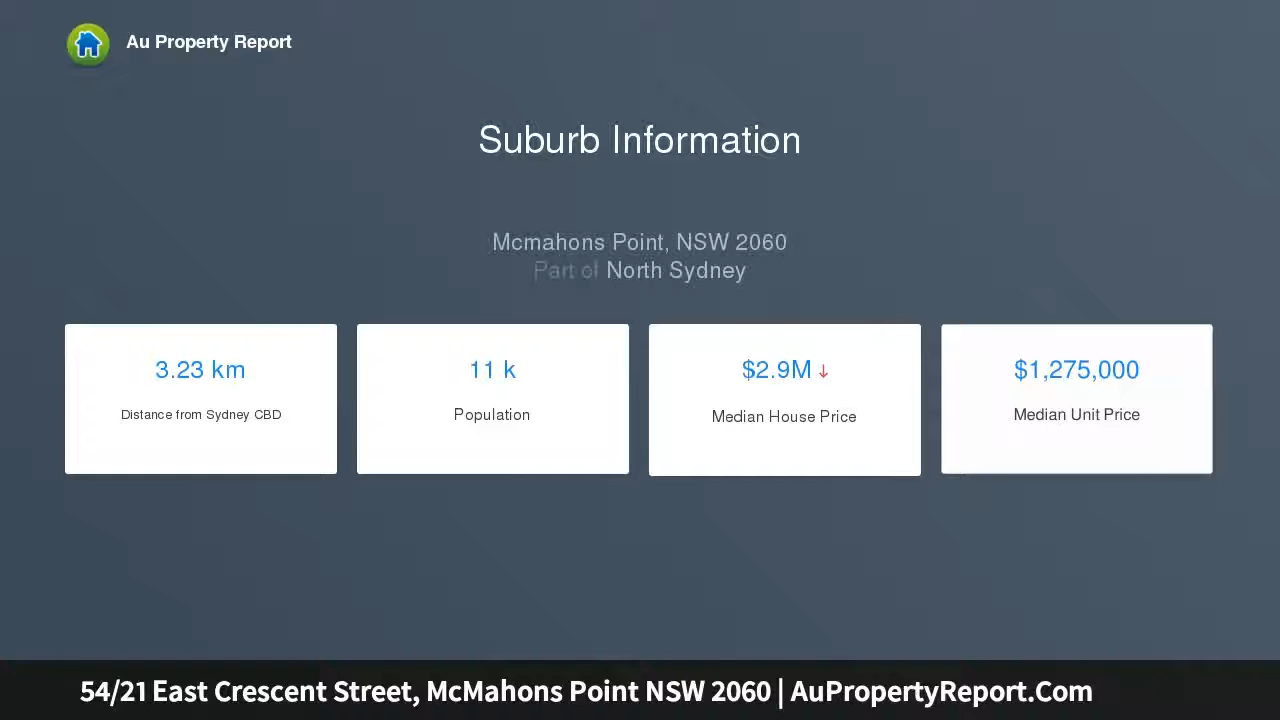 Au Property Report
Suburb Information
Mcmahons Point, NSW 2060
Part of North Sydney
3.23 km
Distance from Sydney CBD
11 k
Population
$2.9M ↓
Median House Price
$1,275,000
Median Unit Price
54/21 East Crescent Street, McMahons Point NSW 2060 | AuPropertyReport.Com